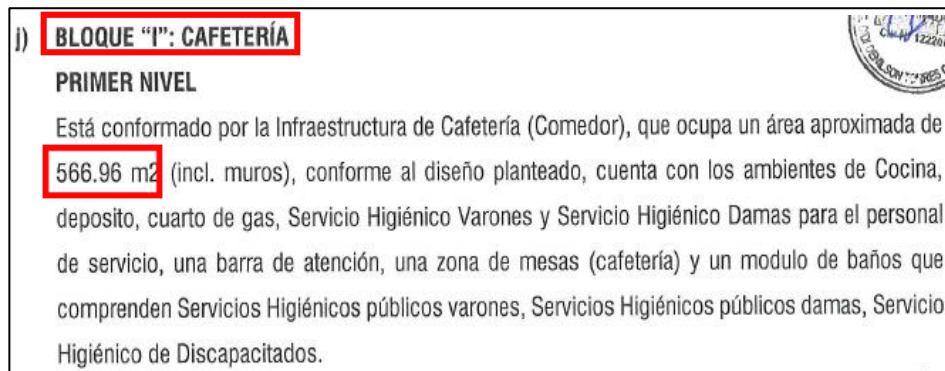 j) BLOQUE “I”: CAFETERÍA
PRIMER NIVEL
Está conformado por la Infraestructura de Cafetería (Comedor), que ocupa un área aproximada de
566.96 m2 (incl. muros), conforme al diseño planteado, cuenta con los ambientes de Cocina,
deposito, cuarto de gas, Servicio Higiénico Varones y Servicio Higiénico Damas para el personal
de servicio, una barra de atención, una zona de mesas (cafetería) y un modulo de baños que
comprenden Servicios Higiénicos públicos varones, Servicios Higiénicos públicos damas, Servicio
Higiénico de Discapacitados.